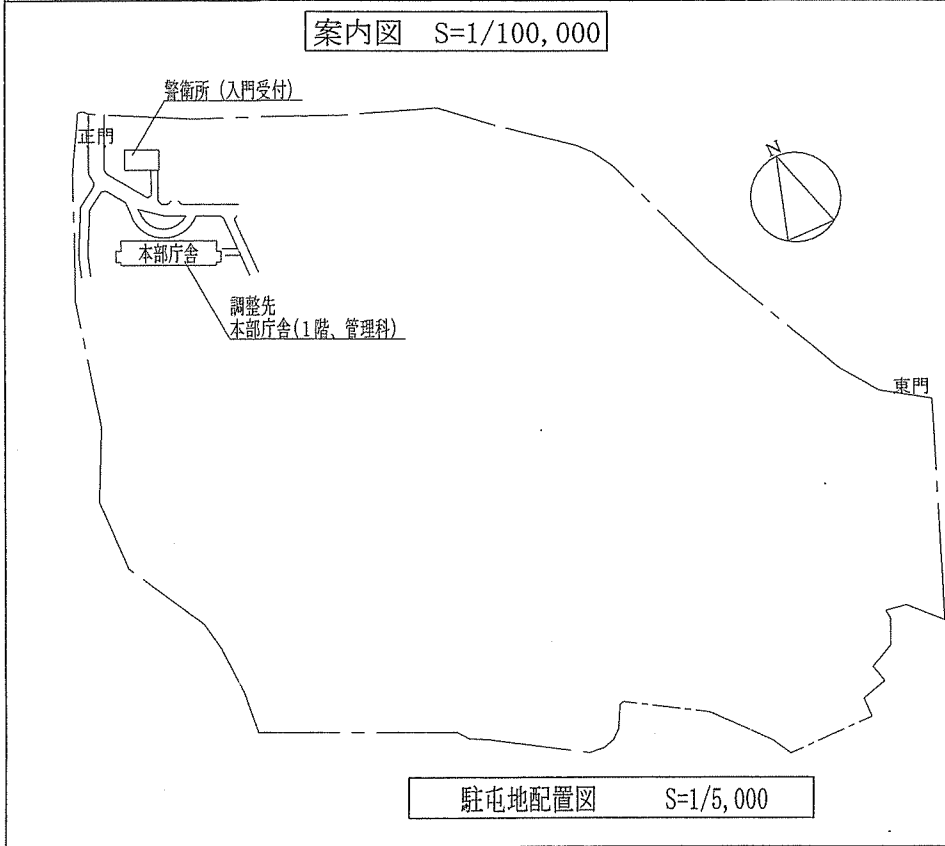 案内図 S=1/100,000
警衛所 (入門受付)
正門
N
本部庁舎
調整先
本部庁舎(1階、管理科)
東門
駐屯地配置図 S=1/5,000